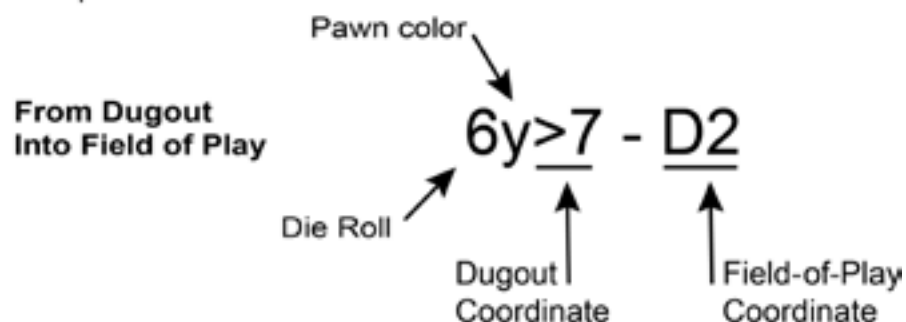 Pawn color
From Dugout
Into Field of Play
6y>7 - D2
Die Roll
Dugout
Coordinate
Field-of-Play
Coordinate